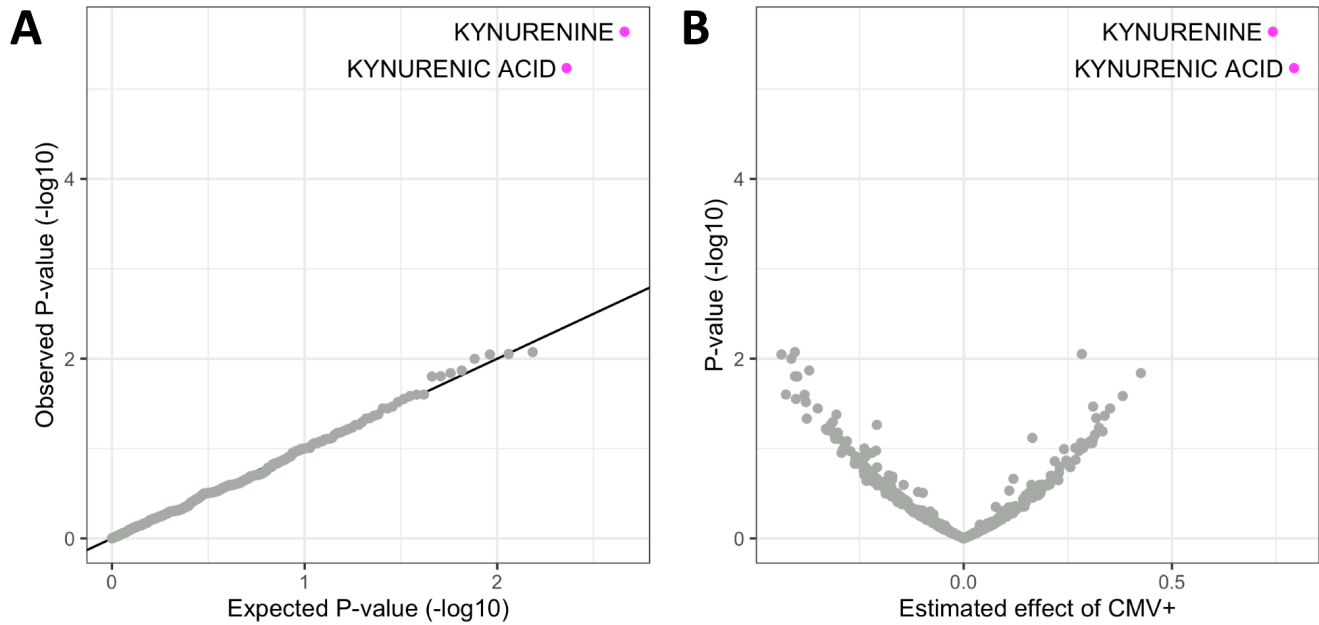 A
KYNURENINE
KYNURENIC ACID
Observed P-value (-log10)
4
2
0
0
1
2
Expected P-value (-log10)
B
KYNURENINE
KYNURENIC ACID
P-value (-log10)
4
2
0
0.0
0.5
Estimated effect of CMV+